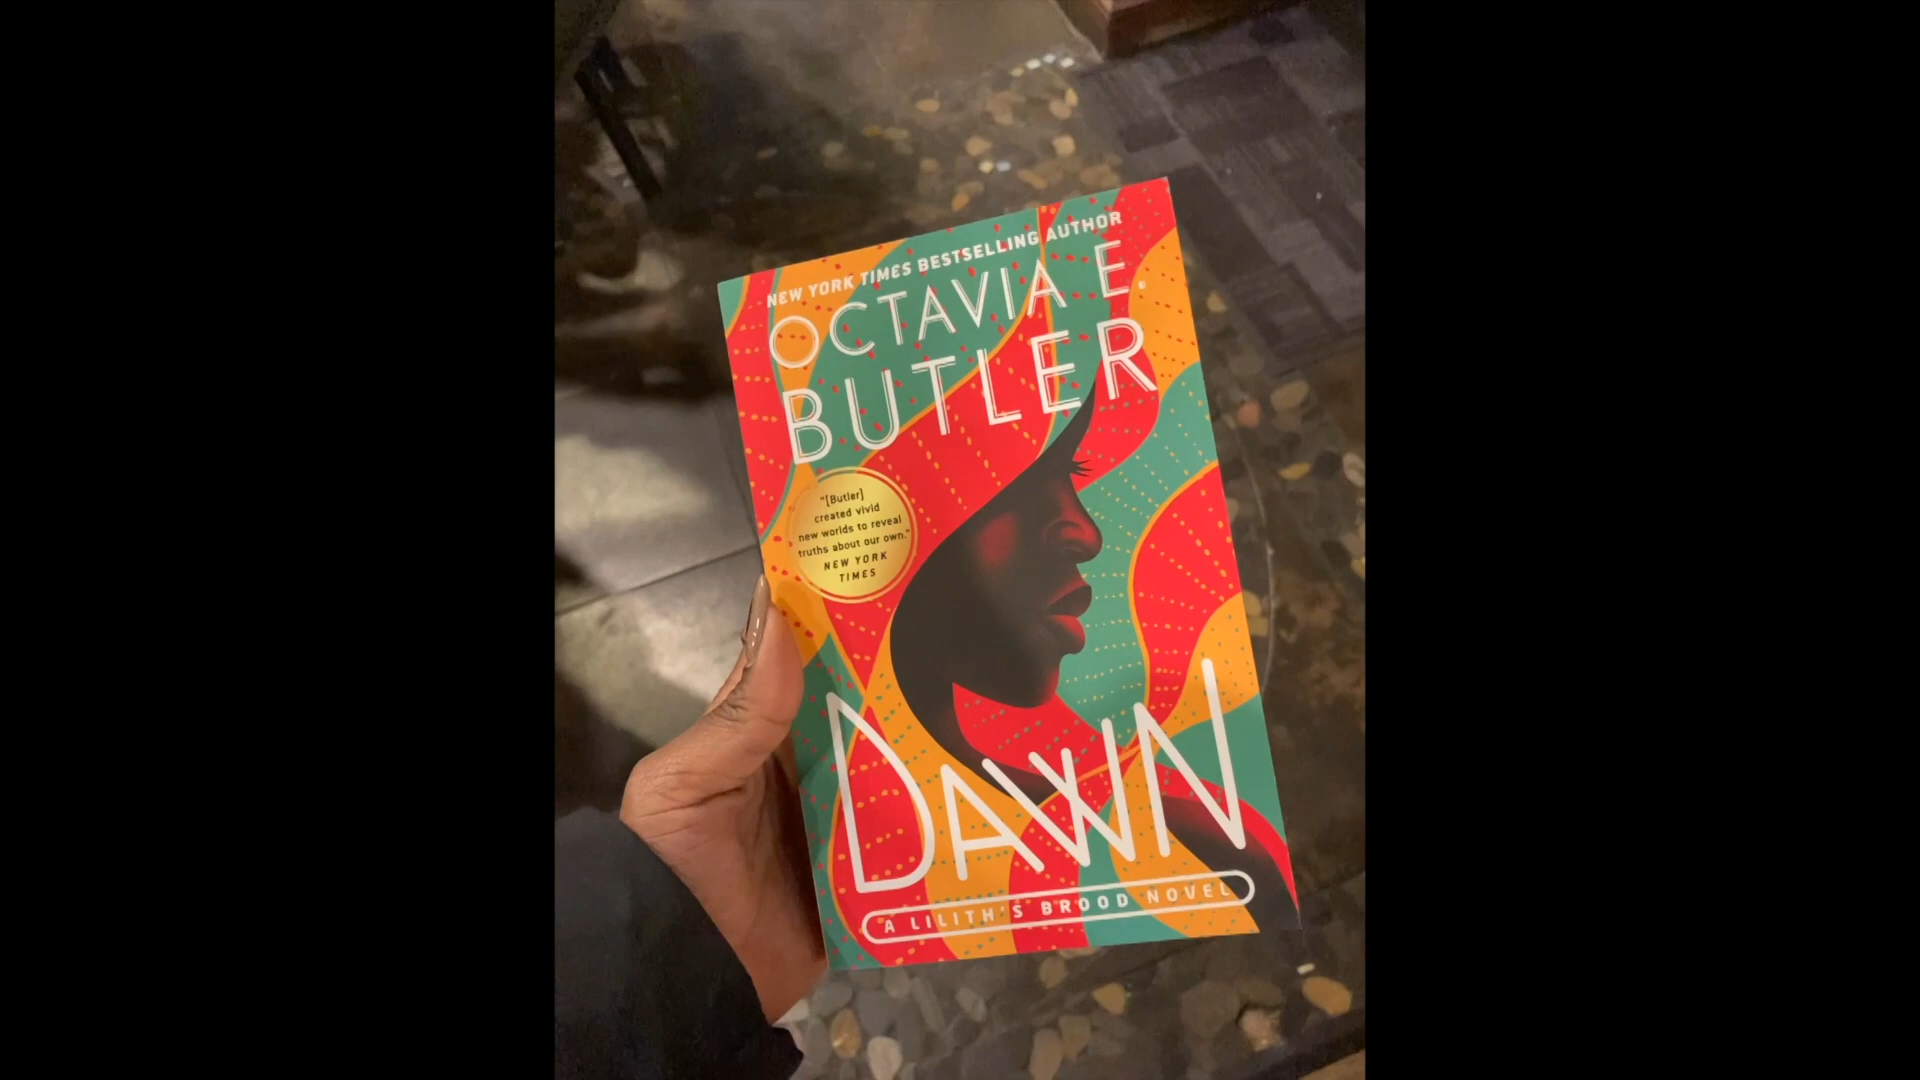 NEW YORK TIMES BESTSELLING AUTHOR
OCTAVIA E.
BUTLER
"[Butler]
created vivid
new worlds to reveal
truths about our own."
NEW YORK
TIMES
DAWN
A LILITH'S BROOD NOVEL